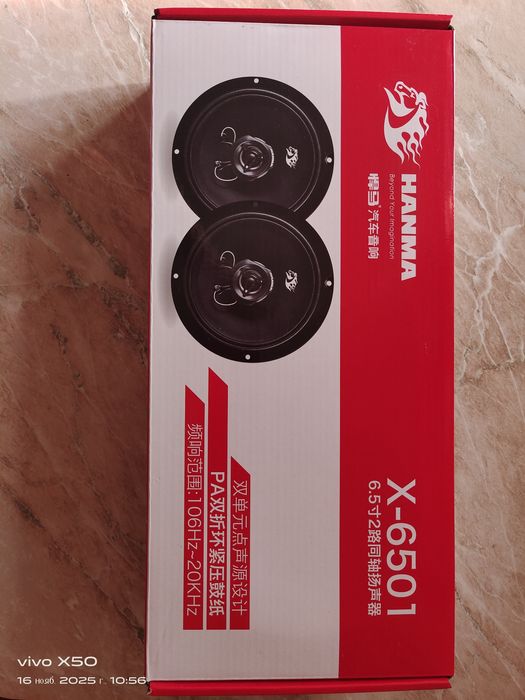 HANMA
Beyond Your Imagination
悍马® 汽车音响
X-6501
6.5寸2路同轴扬声器
双单元点声源设计
PA双折环紧压鼓纸
频响范围:106Hz~20KHz
vivo X50
16 нояб. 2025 г. 10:56